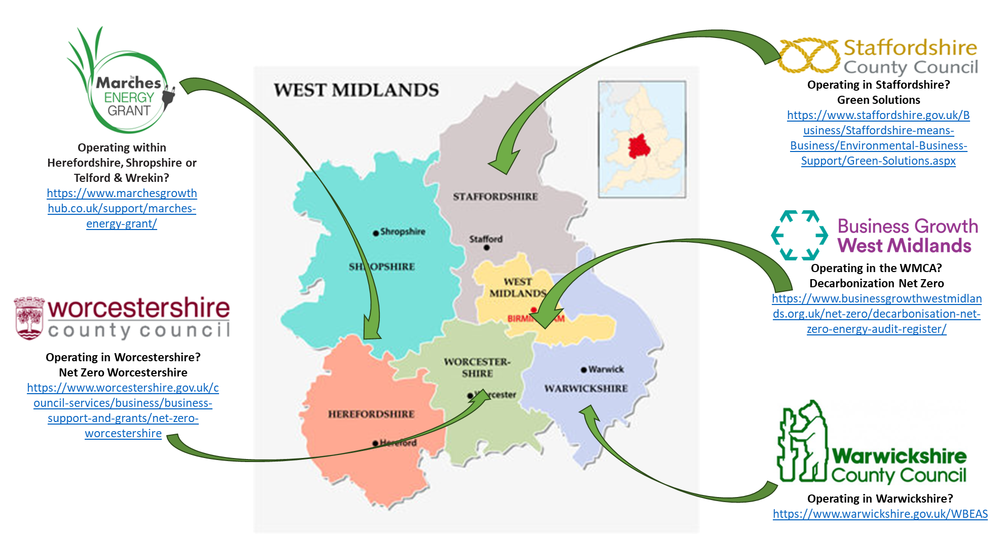 The
Marches
ENERGY
GRANT
Operating within
Herefordshire, Shropshire or
Telford & Wrekin?
https://www.marchesgrowth
hub.co.uk/support/marches-
energy-grant/
worcestershire
county council
Operating in Worcestershire?
Net Zero Worcestershire
https://www.worcestershire.gov.uk/c
ouncil-services/business/business-
support-and-grants/net-zero-
worcestershire
WEST MIDLANDS
STAFFORDSHIRE
Stafford
Shropshire
SHROPSHIRE
WEST
MIDLANDS
BIRMINGHAM
WORCESTER-
SHIRE
Worcester
Warwick
WARWICKSHIRE
HEREFORDSHIRE
Hereford
Staffordshire
County Council
Operating in Staffordshire?
Green Solutions
https://www.staffordshire.gov.uk/B
usiness/Staffordshire-means-
Business/Environmental-Business-
Support/Green-Solutions.aspx
Business Growth
West Midlands
Operating in the WMCA?
Decarbonization Net Zero
https://www.businessgrowthwestmidlan
ds.org.uk/net-zero/decarbonisation-net-
zero-energy-audit-register/
Warwickshire
County Council
Operating in Warwickshire?
https://www.warwickshire.gov.uk/WBEAS